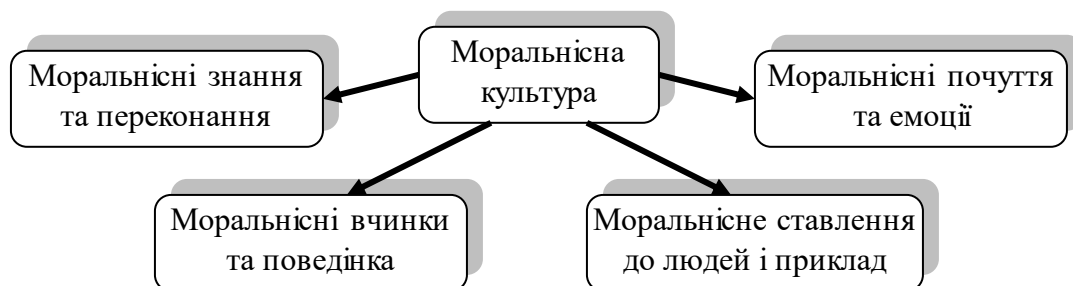 Моральнісна
культура
Моральнісні знання
та переконання
Моральнісні почуття
та емоції
Моральнісні вчинки
та поведінка
Моральнісне ставлення
до людей і приклад